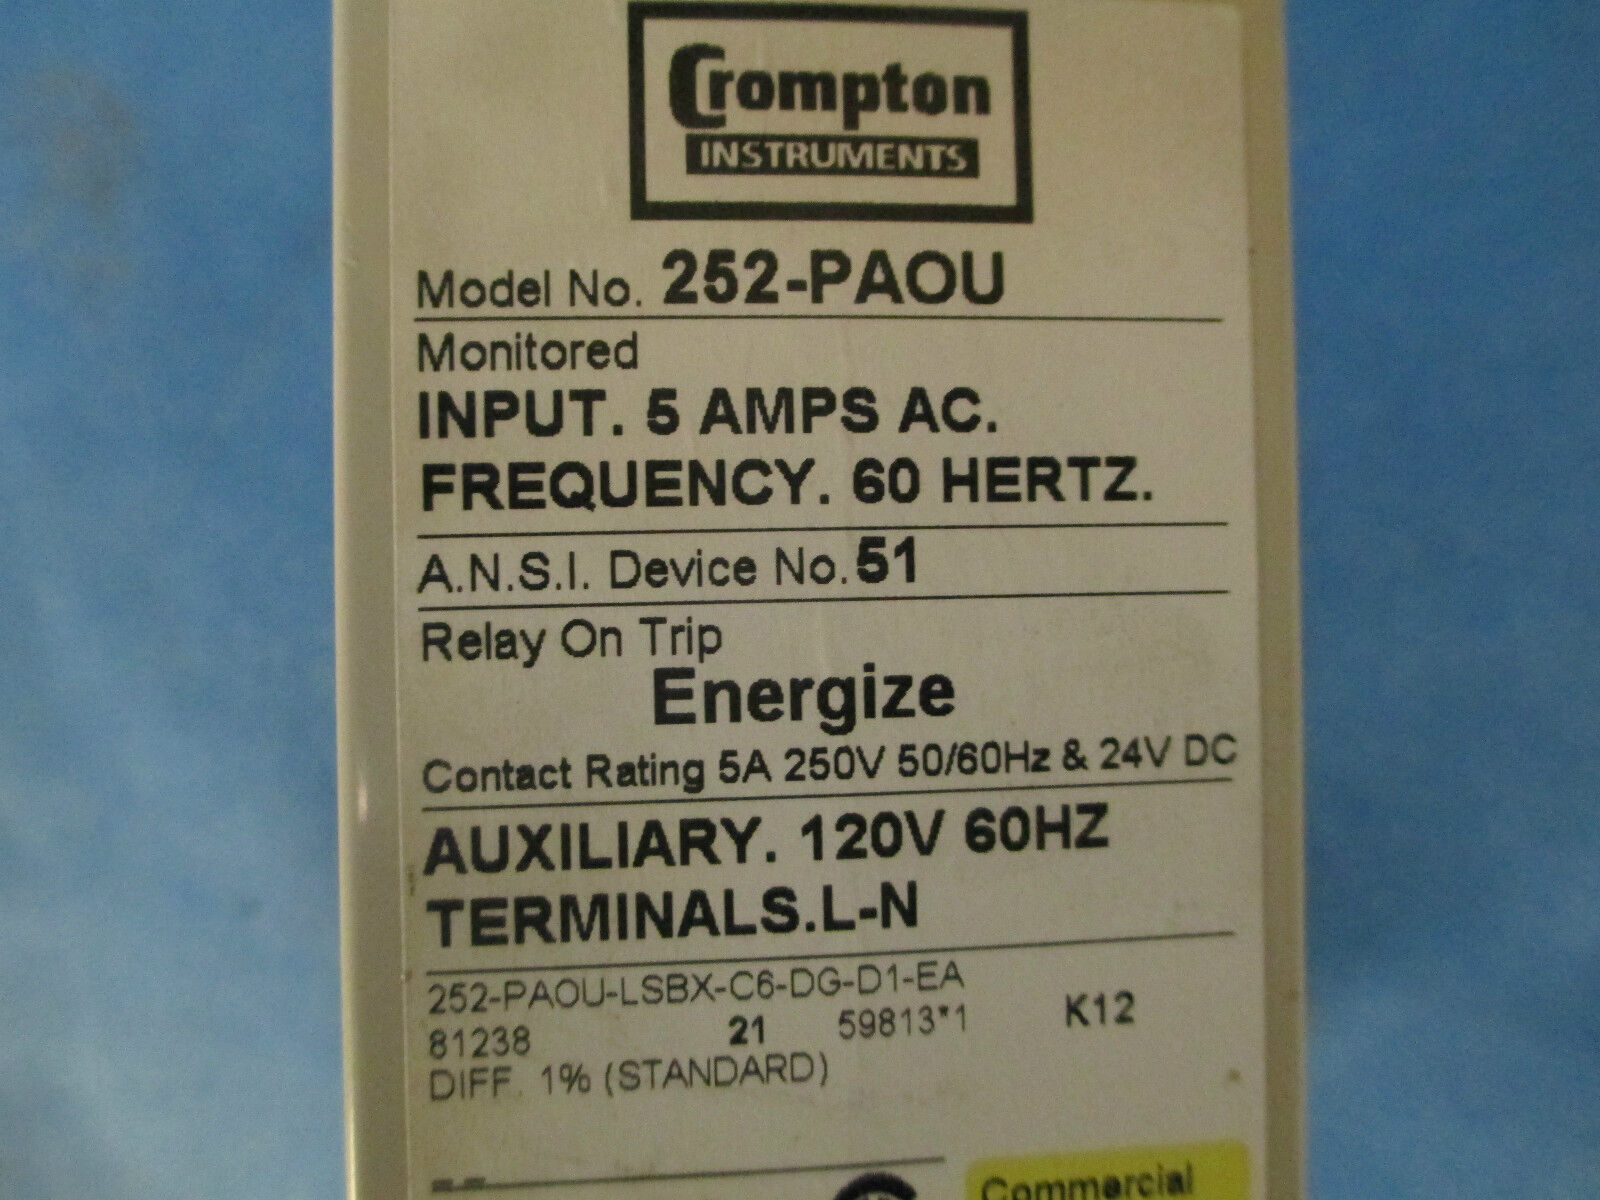 Crompton
INSTRUMENTS
Model No. 252-PAOU
Monitored
INPUT. 5 AMPS AC.
FREQUENCY. 60 HERTZ.
A.N.S.I. Device No. 51
Relay On Trip
Energize
Contact Rating 5A 250V 50/60Hz & 24V DC
AUXILIARY. 120V 60HZ
TERMINALS.L-N
252-PAOU-LSBX-C6-DG-D1-EA
81238 21 59813*1 K12
DIFF. 1% (STANDARD)
Commercial